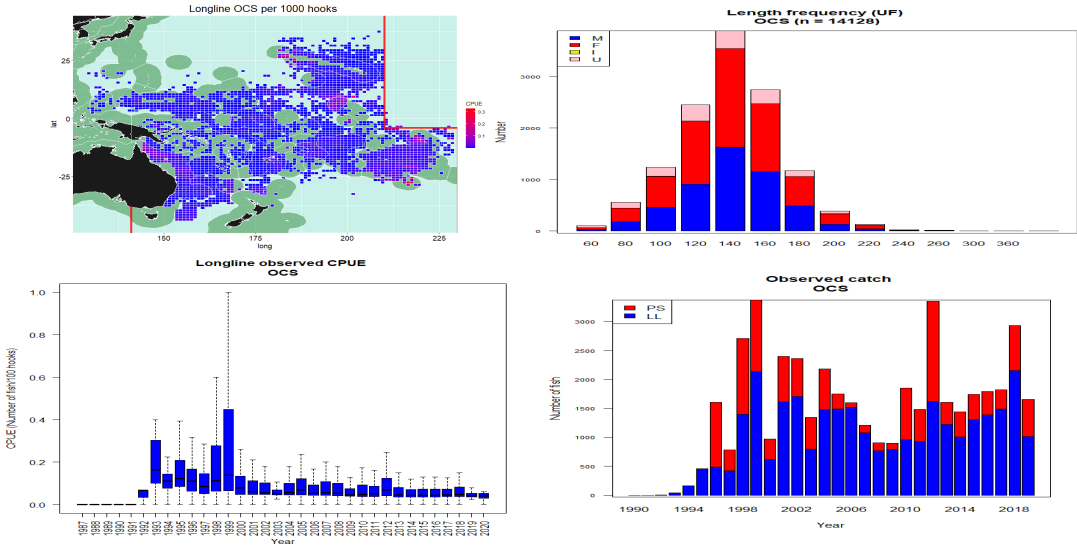 Longline OCS per 1000 hooks
25
0
-25
lat
150
175
200
225
long
CPUE
0.3
0.2
0.1
Length frequency (UF)
OCS (n = 14128)
M
F
I
U
3000
2000
1000
0
Number
60 80 100 120 140 160 180 200 220 240 260 300 360
Longline observed CPUE
OCS
1.0
0.8
0.6
0.4
0.2
0.0
CPUE (Number of fish/100 hooks)
1987 1988 1989 1990 1991 1992 1993 1994 1995 1996 1997 1998 1999 2000 2001 2002 2003 2004 2005 2006 2007 2008 2009 2010 2011 2012 2013 2014 2015 2016 2017 2018 2019 2020
Year
Observed catch
OCS
PS
LL
3000
2500
2000
1500
1000
500
0
Number of fish
1990 1994 1998 2002 2006 2010 2014 2018
Year